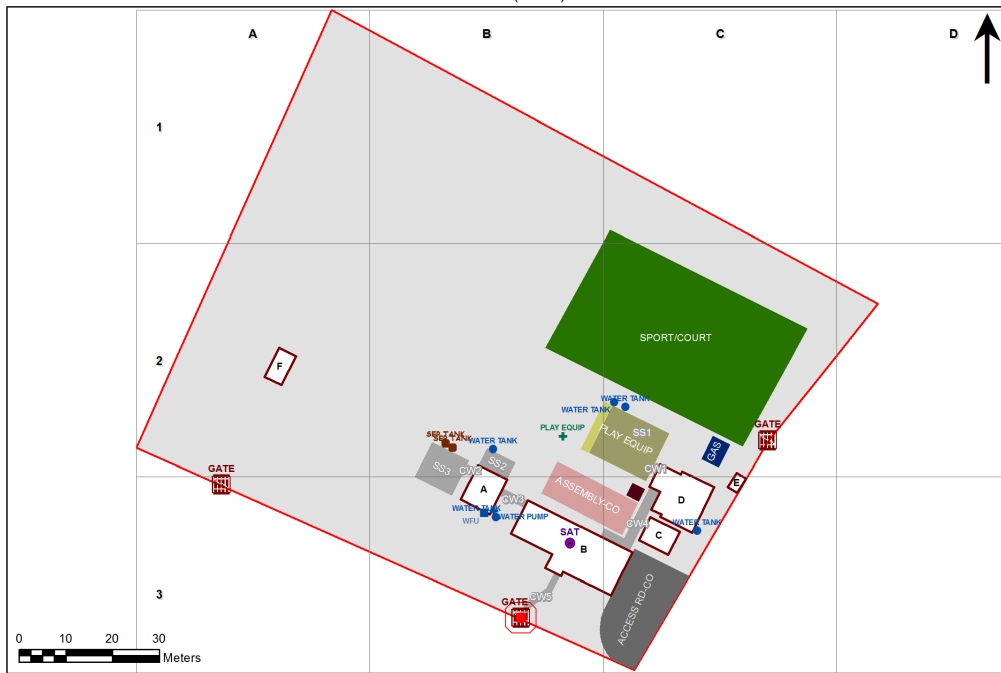 A
B
C
D
1
SPORT/COURT
2
F
WATER TANK
WATER TANK
PLAY EQUIP
SS1
PLAY EQUIP
GATE
GAS
SEP TANK
SEP TANK
WATER TANK
SS2
SS3
CW2
CW1
GATE
E
A
ASSEMBLY-CO
D
CW3
WATER TANK
WATER PUMP
WFU
CW4
WATER TANK
SAT
B
C
3
CW5
GATE
ACCESS RD-CO
0 10 20 30
Meters